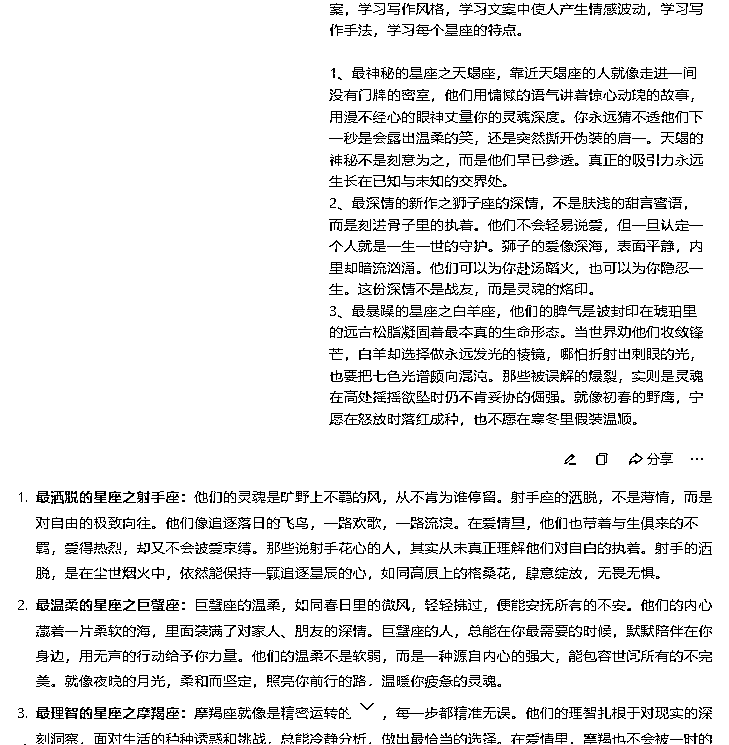 案，学习写作风格，学习文案中使人产生情感波动，学习写
作手法，学习每个星座的特点。
1、最神秘的星座之天蝎座，靠近天蝎座的人就像走进一间
没有门牌的密室，他们用慵懒的语气讲着惊心动魄的故事，
用漫不经心的眼神丈量你的灵魂深度。你永远猜不透他们下
一秒是会露出温柔的笑，还是突然撕开伪装的唇一。天蝎的
神秘不是刻意为之，而是他们早已参透。真正的吸引力永远
生长在已知与未知的交界处。
2、最深情的新作之狮子座的深情，不是肤浅的甜言蜜语，
而是刻进骨子里的执着。他们不会轻易说爱，但一旦认定一
个人就是一生一世的守护。狮子的爱像深海，表面平静，内
里却暗流汹涌。他们可以为你赴汤蹈火，也可以为你隐忍一
生。这份深情不是战友，而是灵魂的烙印。
3、最暴躁的星座之白羊座，他们的脾气是被封印在琥珀里
的远古松脂凝固着最本真的生命形态。当世界劝他们收敛锋
芒，白羊却选择做永远发光的棱镜，哪怕折射出刺眼的光，
也要把七色光谱倾向混沌。那些被误解的爆裂，实则是灵魂
在高处摇摇欲坠时仍不肯妥协的倔强。就像初春的野鹰，宁
愿在怒放时落红成种，也不愿在寒冬里假装温顺。
分享
1. 最洒脱的星座之射手座：他们的灵魂是旷野上不羁的风，从不肯为谁停留。射手座的洒脱，不是薄情，而是
对自由的极致向往。他们像追逐落日的飞鸟，一路欢歌，一路流浪。在爱情里，他们也带着与生俱来的不
羁，爱得热烈，却又不会被爱束缚。那些说射手花心的人，其实从未真正理解他们对自由的执着。射手的洒
脱，是在尘世烟火中，依然能保持一颗追逐星辰的心，如同高原上的格桑花，肆意绽放，无畏无惧。
2. 最温柔的星座之巨蟹座：巨蟹座的温柔，如同春日里的微风，轻轻拂过，便能安抚所有的不安。他们的内心
藏着一片柔软的海，里面装满了对家人、朋友的深情。巨蟹座的人，总能在你最需要的时候，默默陪伴在你
身边，用无声的行动给予你力量。他们的温柔不是软弱，而是一种源自内心的强大，能包容世间所有的不完
美。就像夜晚的月光，柔和而坚定，照亮你前行的路，温暖你疲惫的灵魂。
3. 最理智的星座之摩羯座：摩羯座就像是精密运转的，每一步都精准无误。他们的理智扎根于对现实的深
刻洞察，面对生活的种种诱惑和挑战，总能冷静分析，做出最恰当的选择。在爱情里，摩羯也不会被一时的